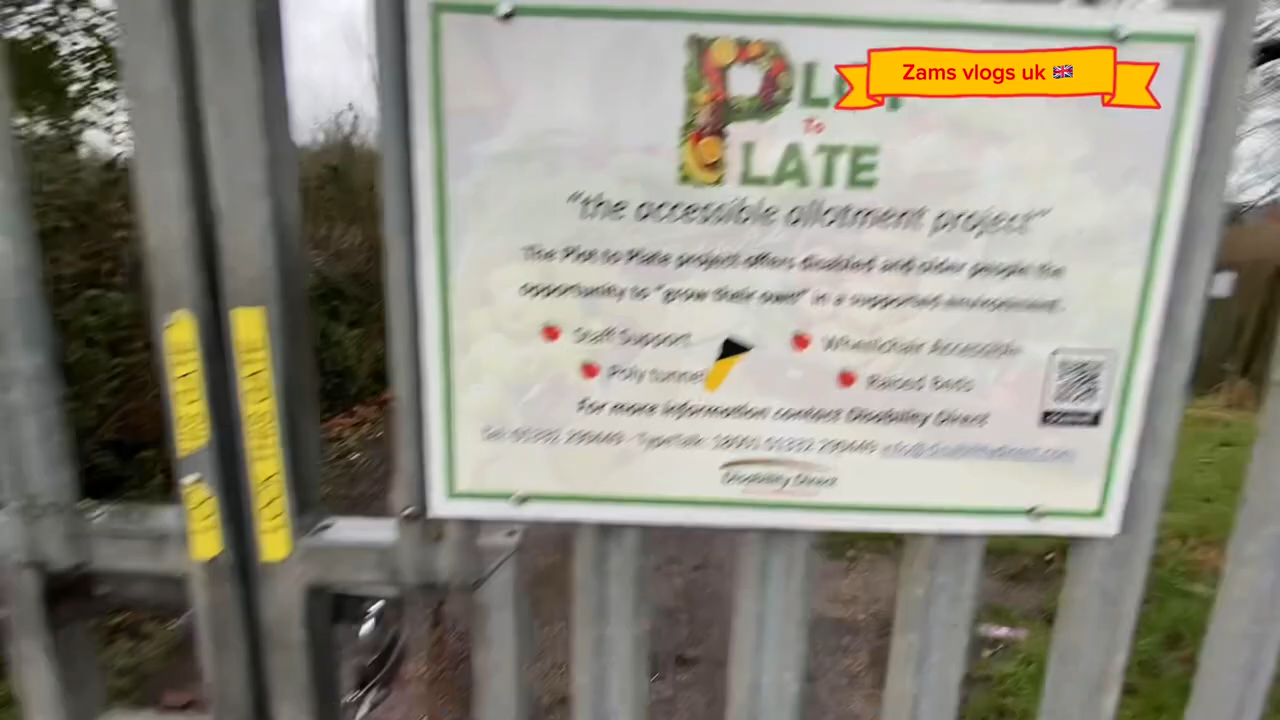 Zams vlogs uk 🇬🇧
PLOT
To
PLATE
"the accessible allotment project"
The Plot to Plate project offers disabled and older people the
opportunity to "grow their own" in a supported environment.
Staff Support
Wheelchair Accessible
Poly tunnel
Raised Beds
For more information contact Disability Direct
Disability Direct